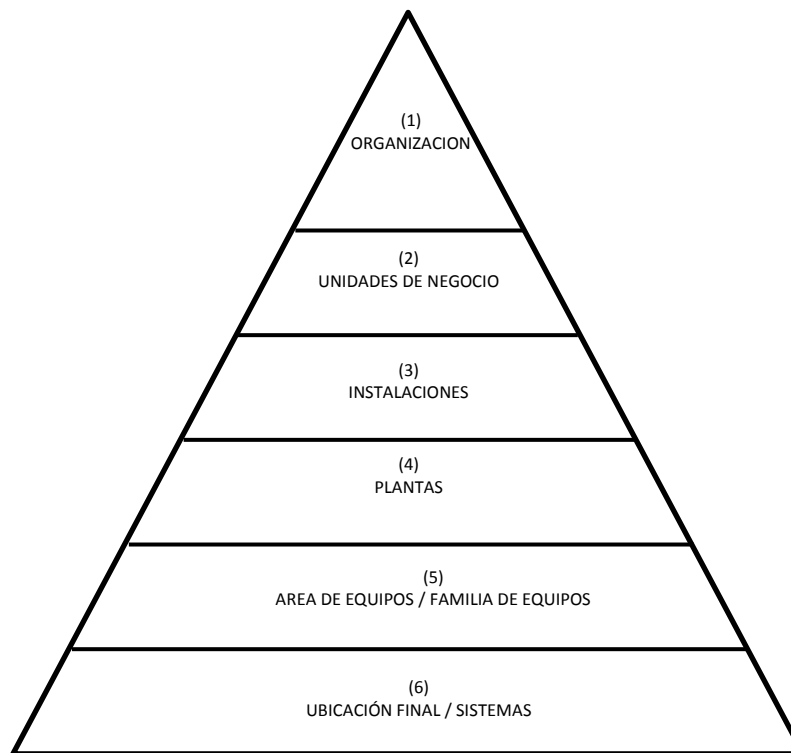 (1)
ORGANIZACION
(2)
UNIDADES DE NEGOCIO
(3)
INSTALACIONES
(4)
PLANTAS
(5)
AREA DE EQUIPOS / FAMILIA DE EQUIPOS
(6)
UBICACIÓN FINAL / SISTEMAS